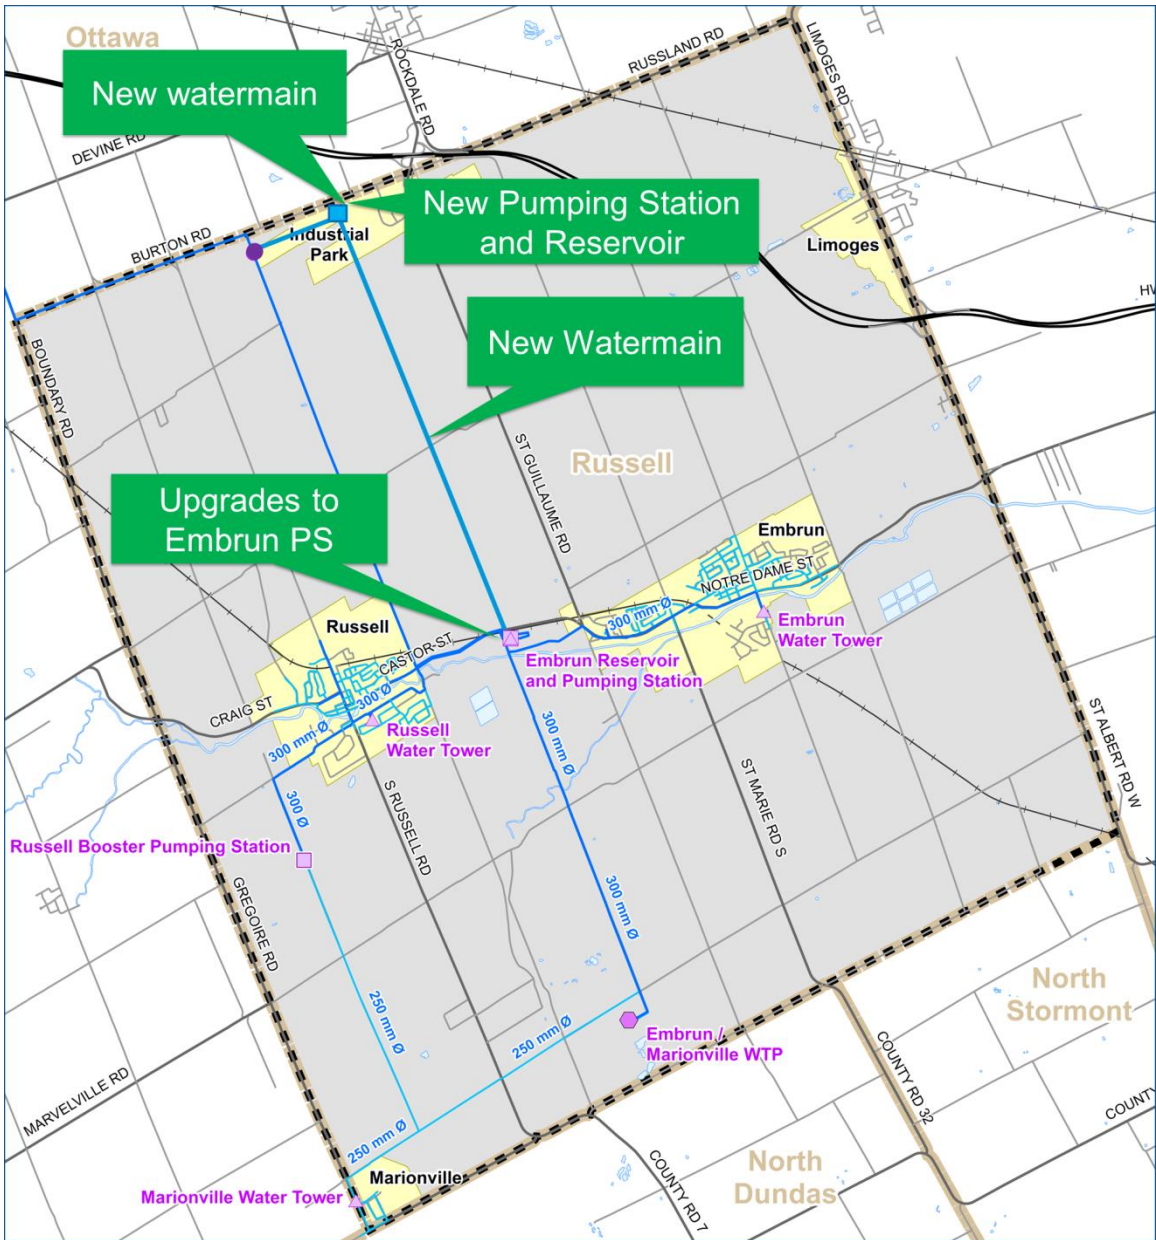 Ottawa
RUSSLAND RD
LIMOGES RD
ROCKDALE RD
New watermain
DEVINE RD
New Pumping Station
and Reservoir
BURTON RD
Industrial
Park
Limoges
BOUNDARY RD
New Watermain
ST GUILLAUME RD
Russell
Upgrades to
Embrun PS
Embrun
NOTRE DAME ST
300 mm Ø
Russell
CASTOR ST
Embrun
Water Tower
Embrun Reservoir
and Pumping Station
CRAIG ST
300 Ø
300 mm Ø
Russell
Water Tower
300 mm Ø
ST ALBERT RD W
300 Ø
S RUSSELL RD
ST MARIE RD S
Russell Booster Pumping Station
GREGOIRE RD
300 mm Ø
North
Stormont
250 mm Ø
250 mm Ø
Embrun /
Marionville WTP
MARVELVILLE RD
COUNTY RD 32
COUNTY
250 mm Ø
COUNTY RD 7
North
Dundas
Marionville
Marionville Water Tower